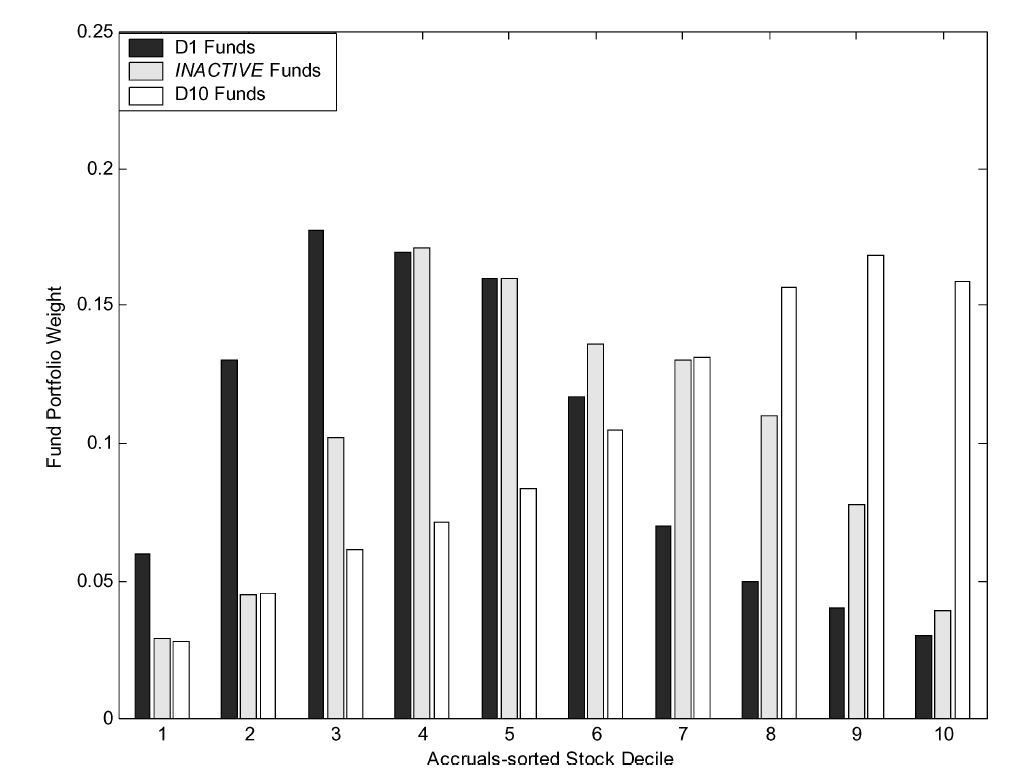 0.25
D1 Funds
INACTIVE Funds
D10 Funds
0.2
0.15
0.1
0.05
0
Fund Portfolio Weight
1 2 3 4 5 6 7 8 9 10
Accruals-sorted Stock Decile